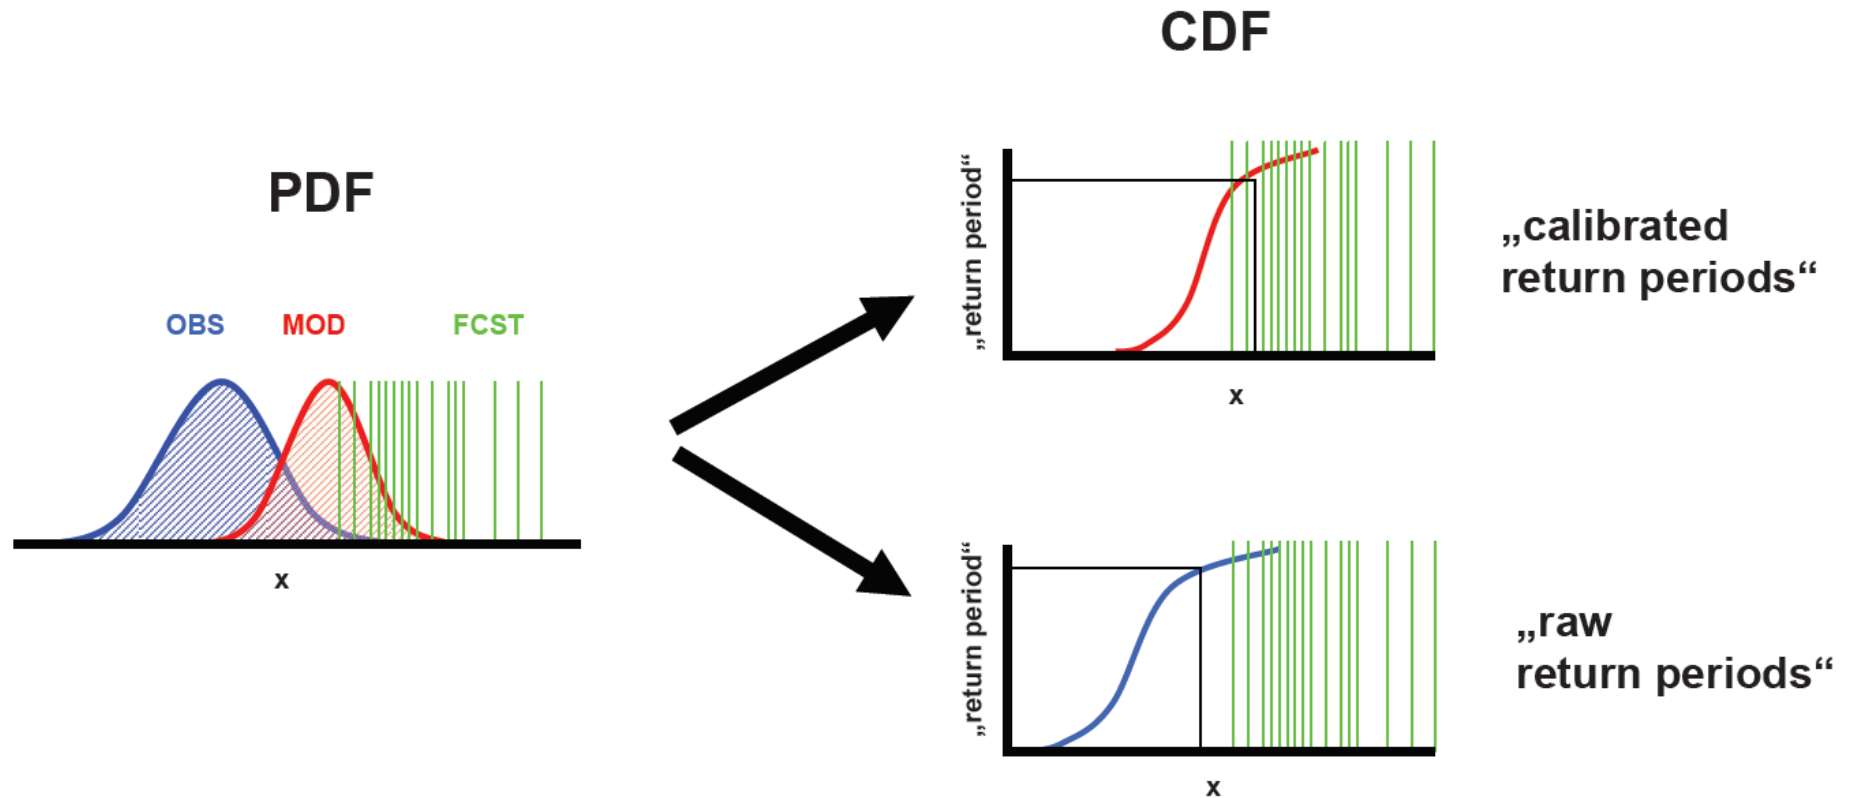 PDF
OBS
MOD
FCST
x
CDF
„return period“
x
„calibrated
return periods“
„return period“
x
„raw
return periods“